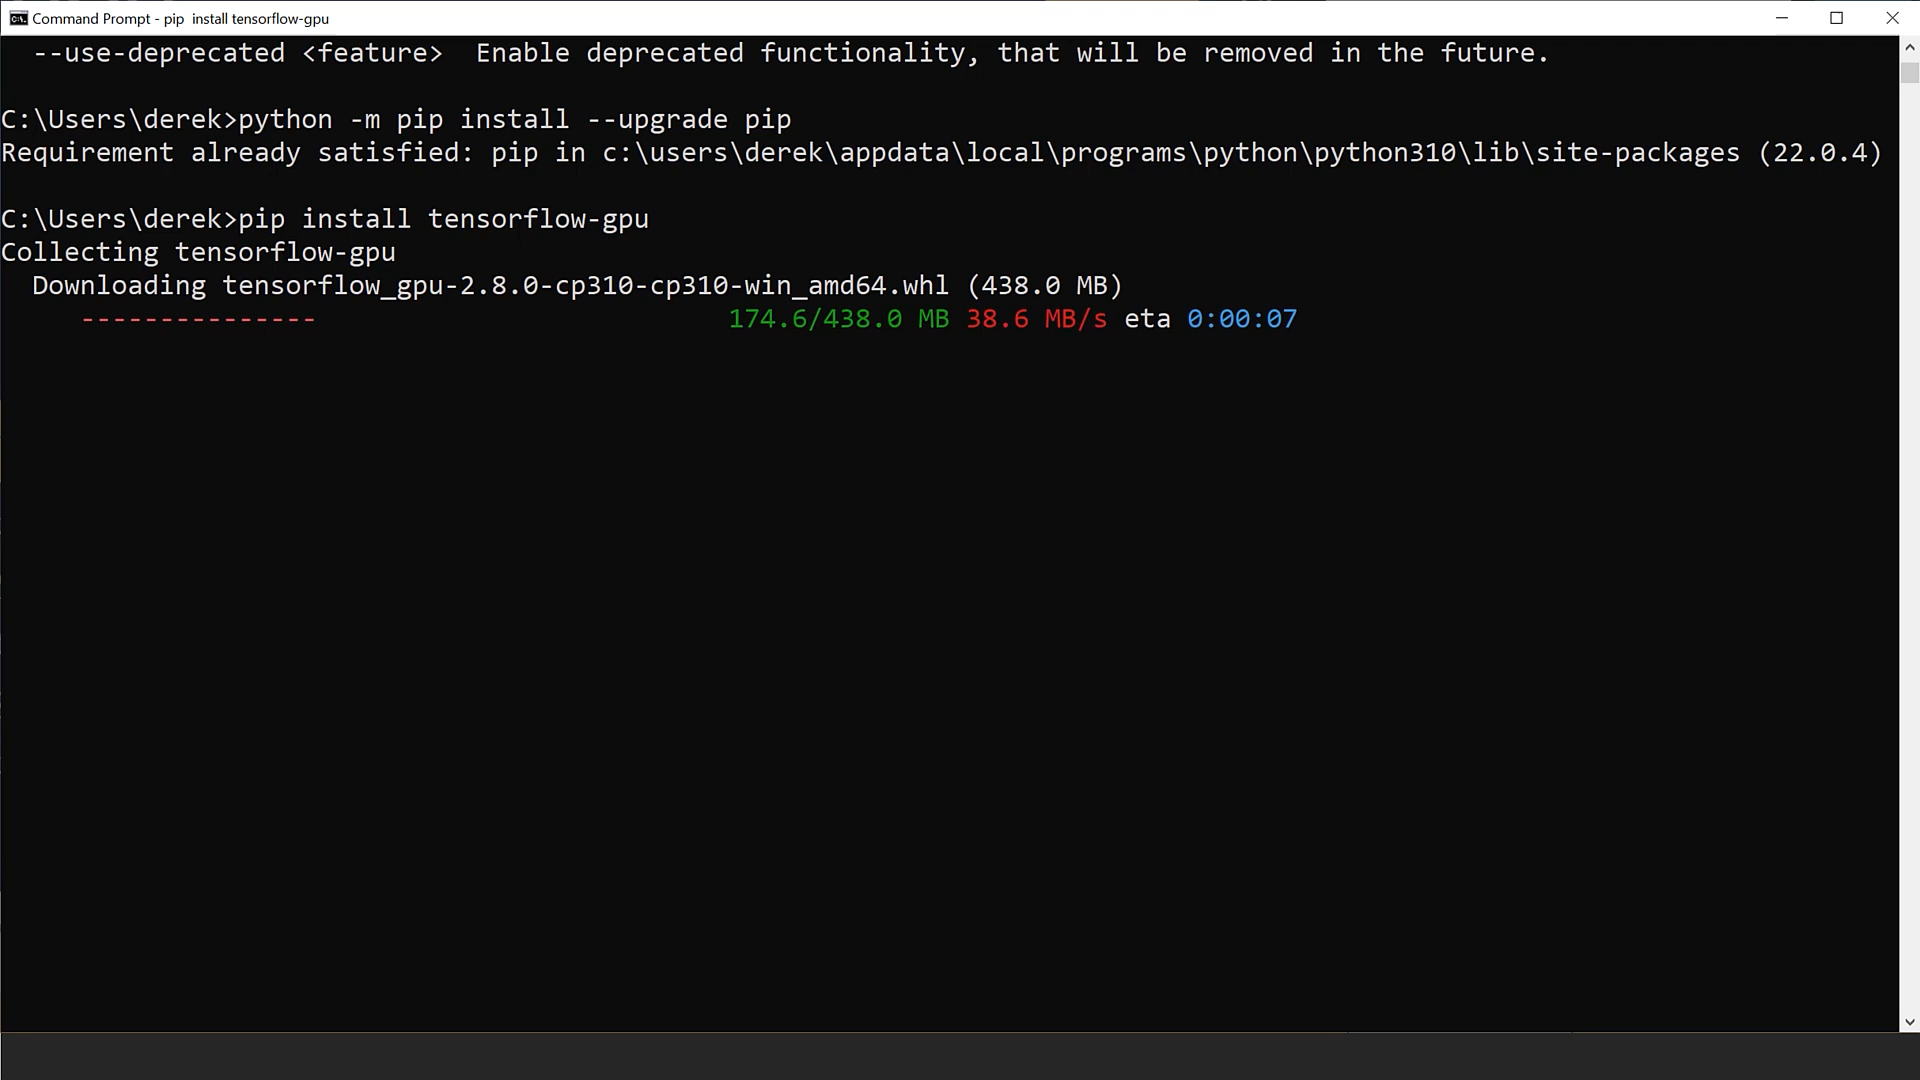 Command Prompt - pip  install tensorflow-gpu
--use-deprecated <feature>  Enable deprecated functionality, that will be removed in the future.
C:\Users\derek>python -m pip install --upgrade pip
Requirement already satisfied: pip in c:\users\derek\appdata\local\programs\python\python310\lib\site-packages (22.0.4)
C:\Users\derek>pip install tensorflow-gpu
Collecting tensorflow-gpu
Downloading tensorflow_gpu-2.8.0-cp310-cp310-win_amd64.whl (438.0 MB)
--------------- 174.6/438.0 MB 38.6 MB/s eta 0:00:07